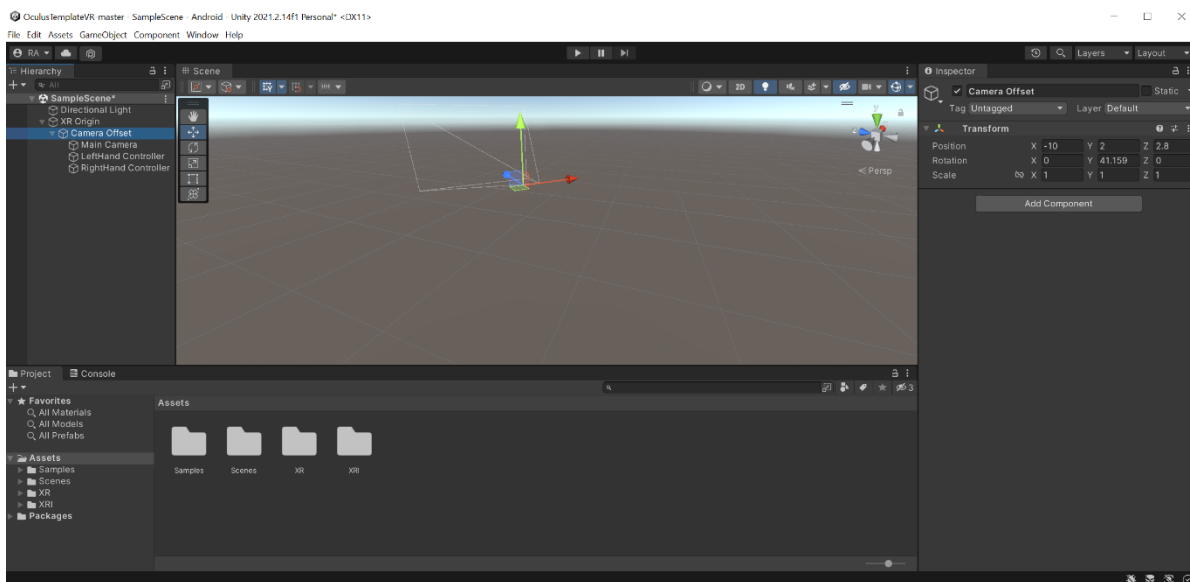 OculusTemplateVR-master - SampleScene - Android - Unity 2021.2.14f1 Personal* <DX11>
File Edit Assets GameObject Component Window Help
RA Layers Layout
Hierarchy
All
SampleScene*
Directional Light
XR Origin
Camera Offset
Main Camera
LeftHand Controller
RightHand Controller
Scene
2D
y
Persp
Inspector
Camera Offset Static
Tag Untagged Layer Default
Transform
Position X -10 Y 2 Z 2.8
Rotation X 0 Y 41.159 Z 0
Scale X 1 Y 1 Z 1
Add Component
Project Console
3
Favorites
All Materials
All Models
All Prefabs
Assets
Samples
Scenes
XR
XRI
Packages
Assets
Samples Scenes XR XRI